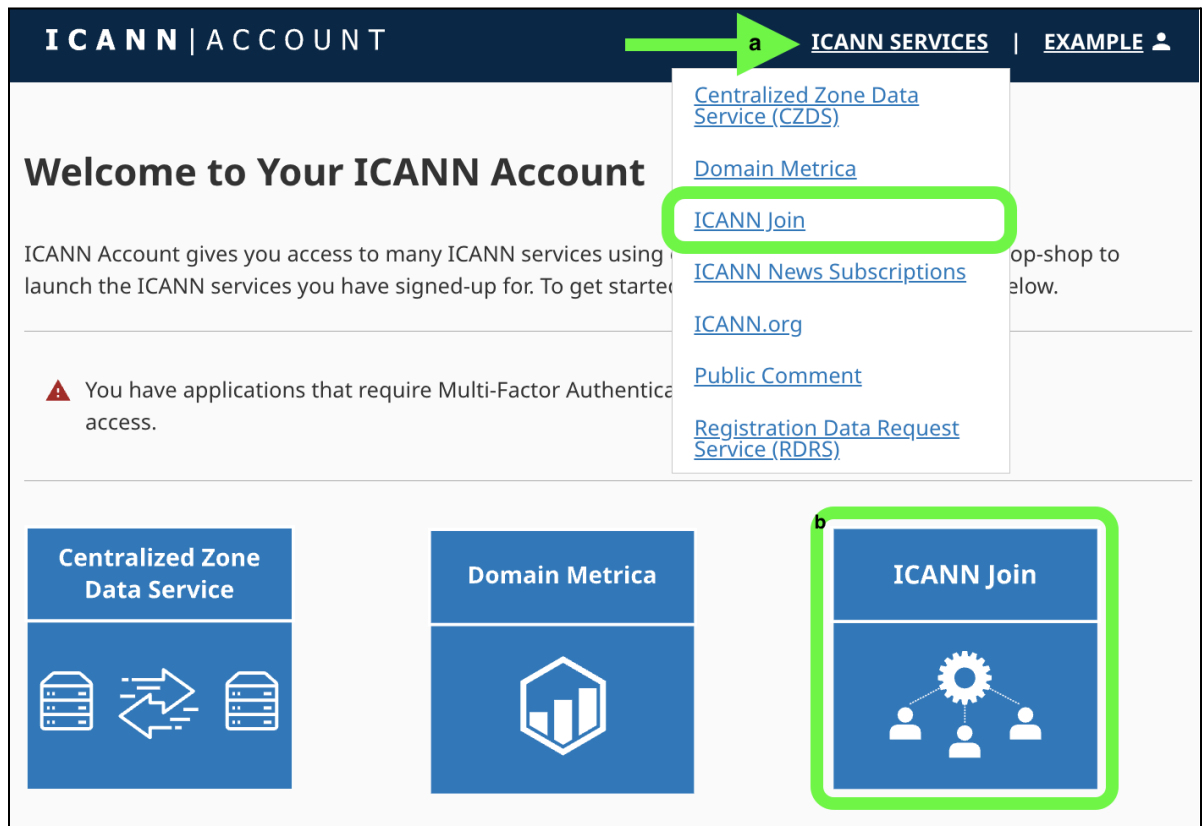 ICANN|ACCOUNT
a
ICANN SERVICES | EXAMPLE
Centralized Zone Data
Service (CZDS)
Domain Metrica
ICANN Join
ICANN News Subscriptions
ICANN.org
Public Comment
Registration Data Request
Service (RDRS)
Welcome to Your ICANN Account
ICANN Account gives you access to many ICANN services using op-shop to
launch the ICANN services you have signed-up for. To get started elow.
You have applications that require Multi-Factor Authentica
access.
Centralized Zone
Data Service
Domain Metrica
b
ICANN Join